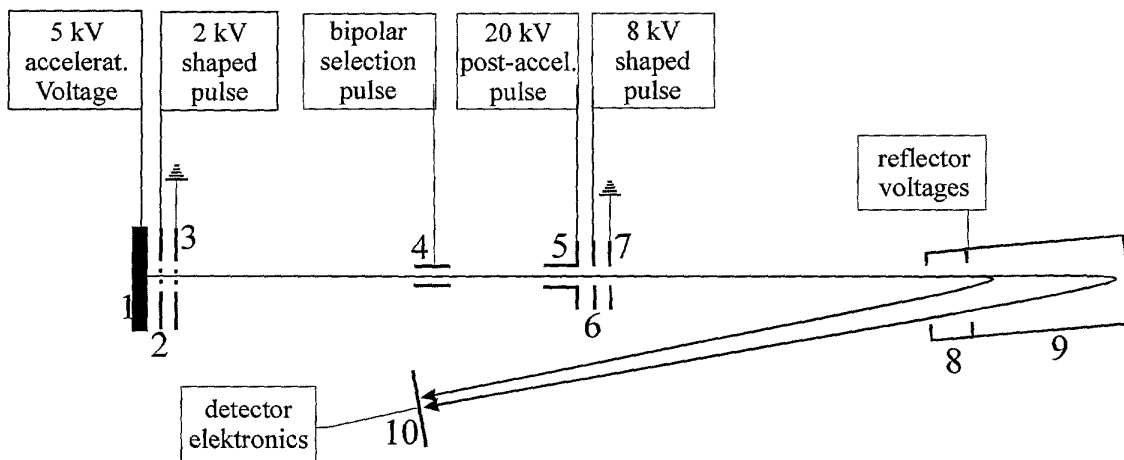 5 kV
accelerat.
Voltage
2 kV
shaped
pulse
bipolar
selection
pulse
20 kV
post-accel.
pulse
8 kV
shaped
pulse
reflector
voltages
3
4
5
7
1
2
6
8
9
10
detector
elektronics